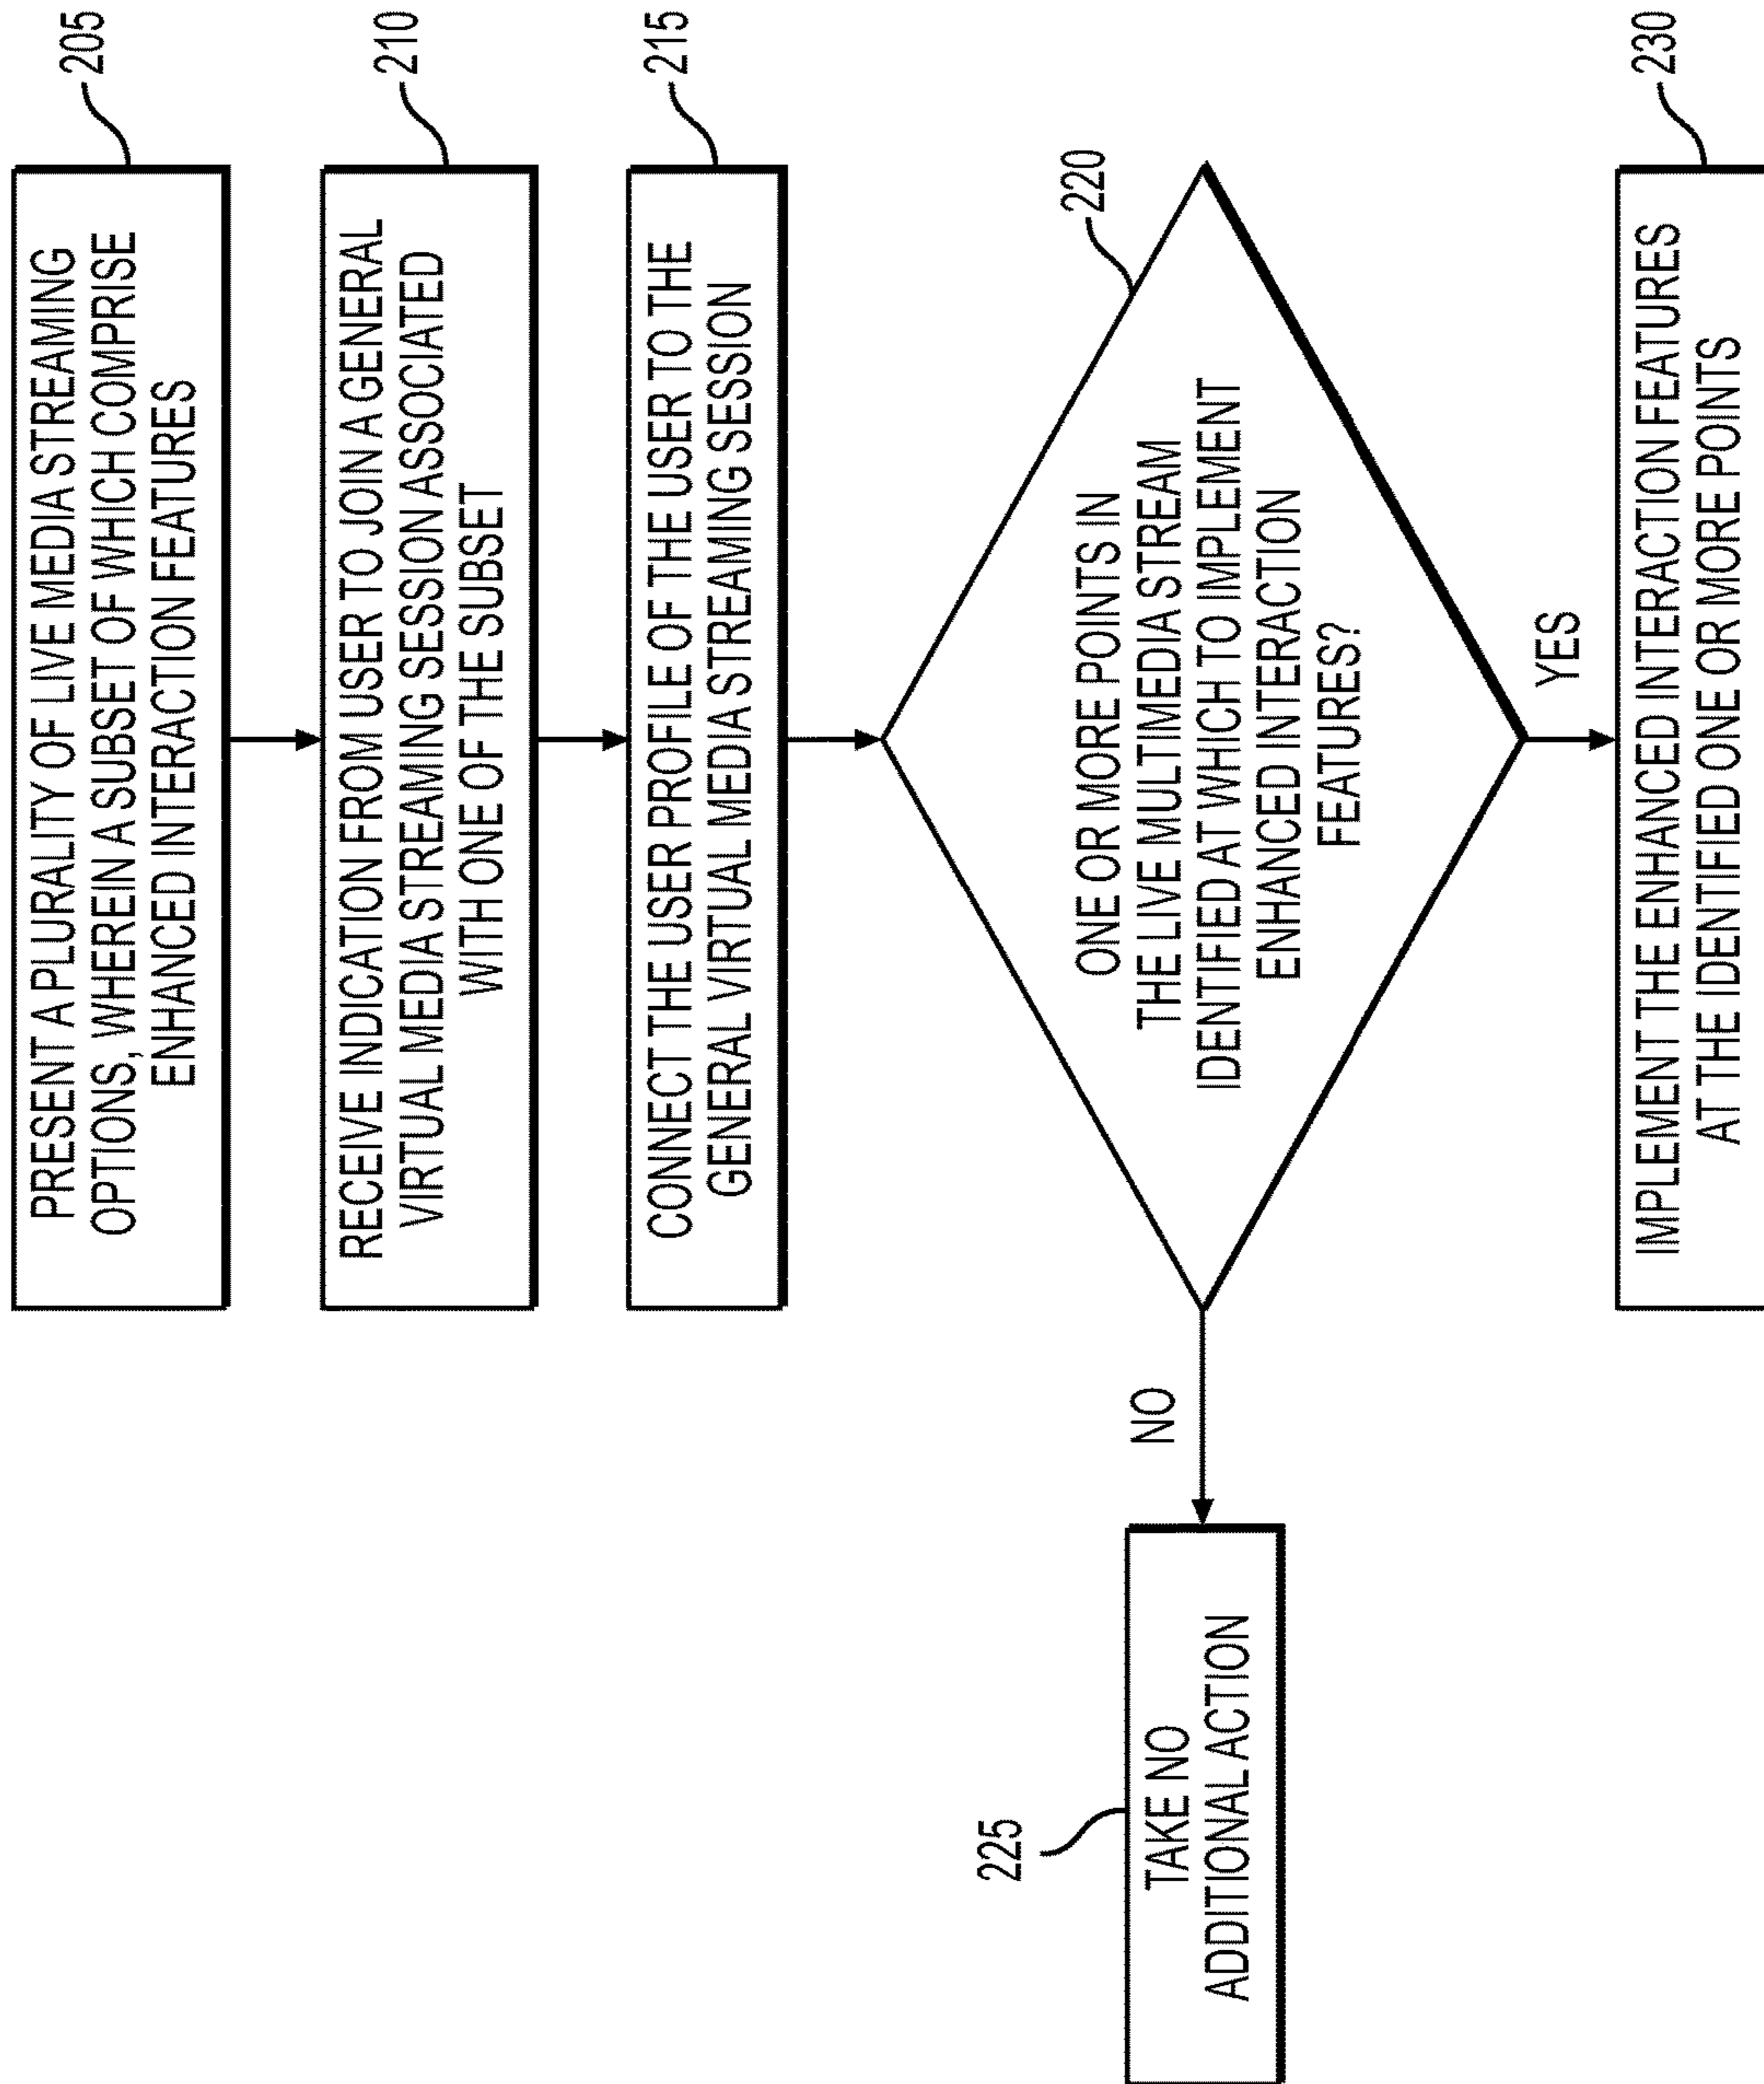 PRESENT A PLURALITY OF LIVE MEDIA STREAMING
OPTIONS, WHEREIN A SUBSET OF WHICH COMPRISE
ENHANCED INTERACTION FEATURES
205
RECEIVE INDICATION FROM USER TO JOIN A GENERAL
VIRTUAL MEDIA STREAMING SESSION ASSOCIATED
WITH ONE OF THE SUBSET
210
CONNECT THE USER PROFILE OF THE USER TO THE
GENERAL VIRTUAL MEDIA STREAMING SESSION
215
ONE OR MORE POINTS IN
THE LIVE MULTIMEDIA STREAM
IDENTIFIED AT WHICH TO IMPLEMENT
ENHANCED INTERACTION
FEATURES?
220
NO
225
TAKE NO
ADDITIONAL ACTION
YES
IMPLEMENT THE ENHANCED INTERACTION FEATURES
AT THE IDENTIFIED ONE OR MORE POINTS
230